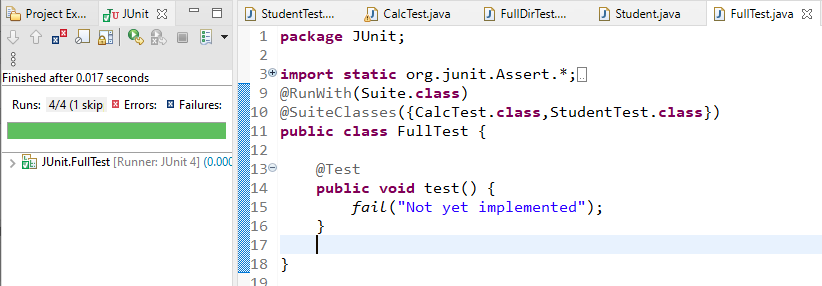 Project Ex... JUnit
Finished after 0.017 seconds
Runs: 4/4 (1 skip Errors: Failures:
JUnit.FullTest [Runner: JUnit 4] (0.000
StudentTest.... CalcTest.java FullDirTest.... Student.java FullTest.java
1 package JUnit;
2
3 import static org.junit.Assert.*;
9 @RunWith(Suite.class)
10 @SuiteClasses({CalcTest.class,StudentTest.class})
11 public class FullTest {
12
13 @Test
14 public void test() {
15 fail("Not yet implemented");
16 }
17
18 }
19